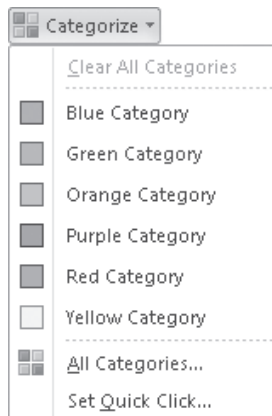 Categorize
Clear All Categories
Blue Category
Green Category
Orange Category
Purple Category
Red Category
Yellow Category
All Categories...
Set Quick Click...